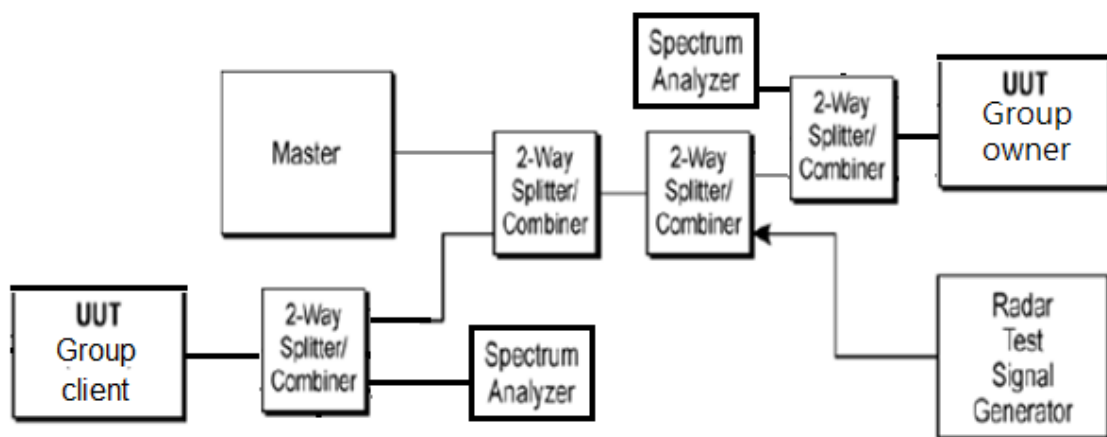 Spectrum
Analyzer
2-Way
Splitter/
Combiner
UUT
Group
owner
Master
2-Way
Splitter/
Combiner
2-Way
Splitter/
Combiner
UUT
Group
client
2-Way
Splitter/
Combiner
Spectrum
Analyzer
Radar
Test
Signal
Generator